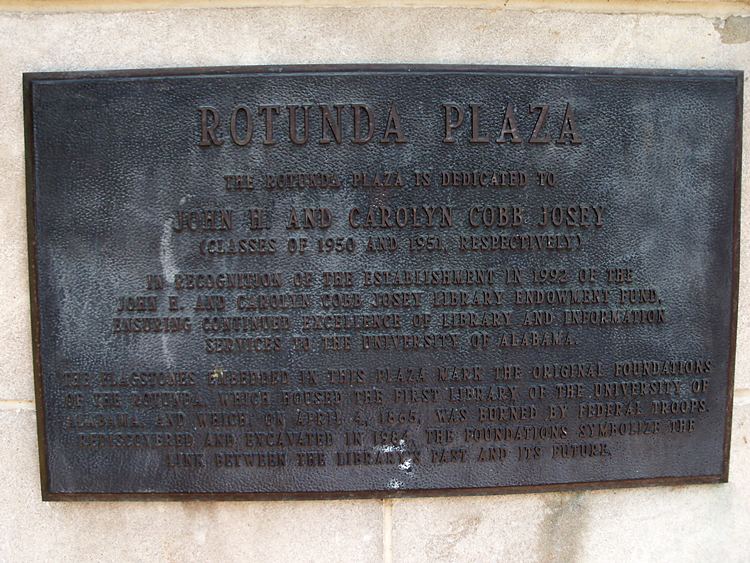 ROTUNDA PLAZA
THE ROTUNDA PLAZA IS DEDICATED TO
JOHN H. AND CAROLYN COBB JOSEY
(CLASSES OF 1950 AND 1951, RESPECTIVELY)
IN RECOGNITION OF THE ESTABLISHMENT IN 1992 OF THE
JOHN H. AND CAROLYN COBB JOSEY LIBRARY ENDOWMENT FUND,
ENSURING CONTINUED EXCELLENCE OF LIBRARY AND INFORMATION
SERVICES TO THE UNIVERSITY OF ALABAMA.
THE FLAGSTONES EMBEDDED IN THIS PLAZA MARK THE ORIGINAL FOUNDATIONS
OF THE ROTUNDA, WHICH HOUSED THE FIRST LIBRARY OF THE UNIVERSITY OF
ALABAMA AND WHICH, ON APRIL 4, 1865, WAS BURNED BY FEDERAL TROOPS.
REDISCOVERED AND EXCAVATED IN THE FOUNDATIONS SYMBOLIZE THE
LINK BETWEEN THE LIBRARY'S PAST AND ITS FUTURE.